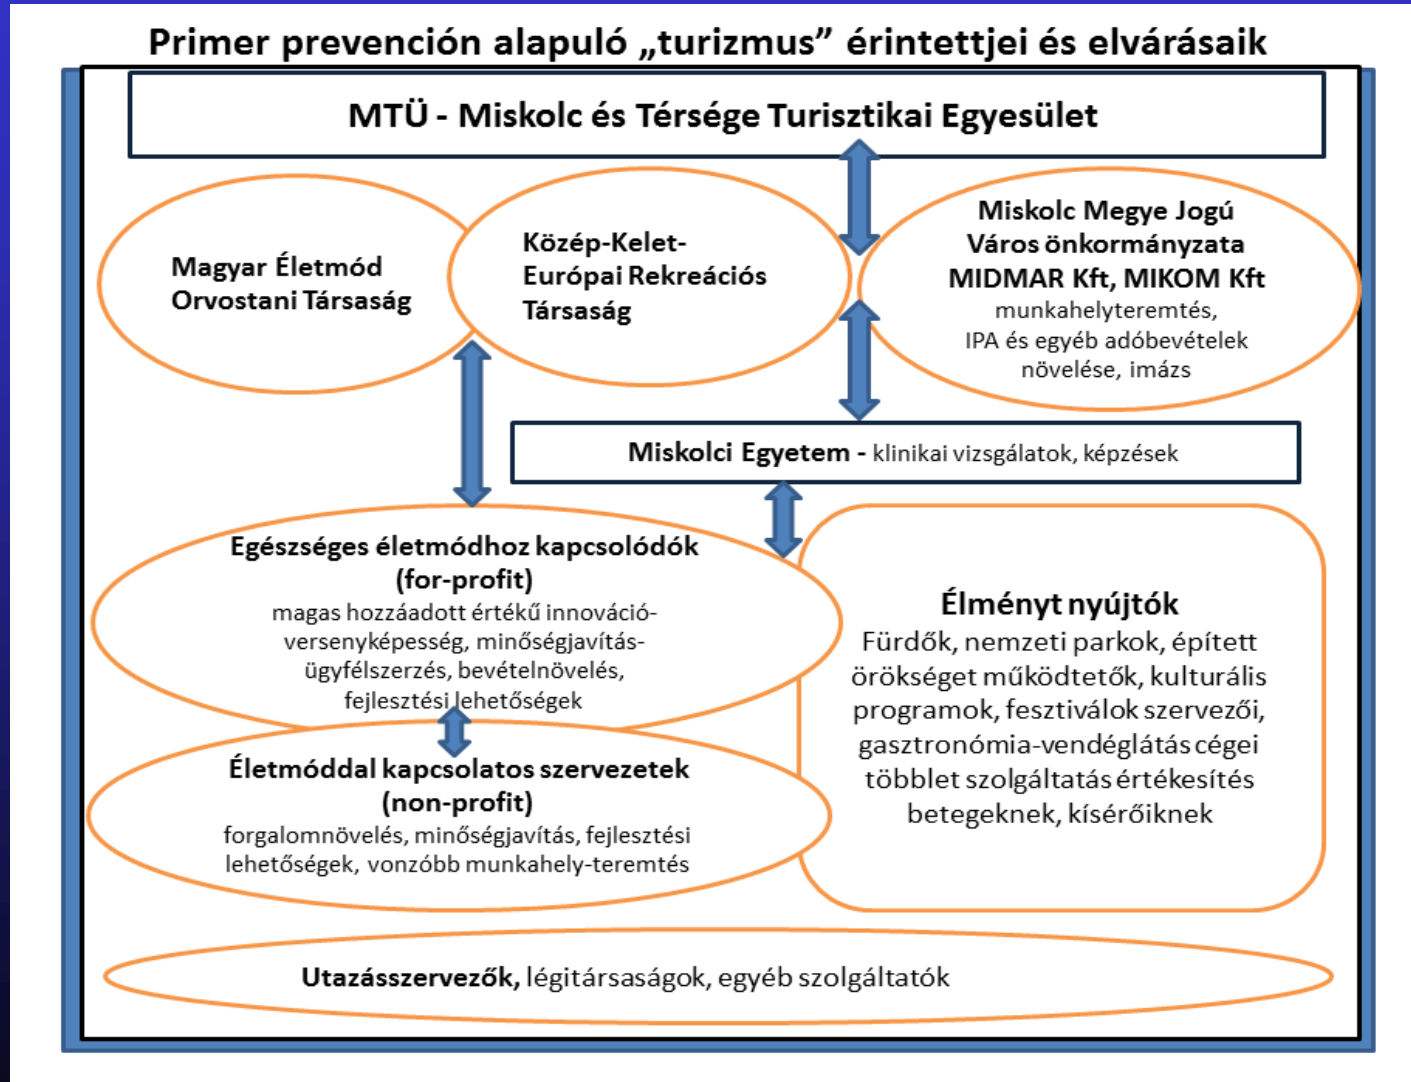 Primer prevención alapuló „turizmus” érintettjei és elvárásaik
MTÜ - Miskolc és Térsége Turisztikai Egyesület
Magyar Életmód
Orvostani Társaság
Közép-Kelet-
Európai Rekreációs
Társaság
Miskolc Megye Jogú
Város önkormányzata
MIDMAR Kft, MIKOM Kft
munkahelyteremtés,
IPA és egyéb adóbevételek
növelése, imázs
Miskolci Egyetem - klinikai vizsgálatok, képzések
Egészséges életmódhoz kapcsolódók
(for-profit)
magas hozzáadott értékű innováció-
versenyképesség, minőségjavítás-
ügyfélszerzés, bevételnövelés,
fejlesztési lehetőségek
Életmóddal kapcsolatos szervezetek
(non-profit)
forgalomnövelés, minőségjavítás, fejlesztési
lehetőségek, vonzóbb munkahely-teremtés
Élményt nyújtók
Fürdők, nemzeti parkok, épített
örökséget működtetők, kulturális
programok, fesztiválok szervezői,
gasztronómia-vendéglátás cégei
többlet szolgáltatás értékesítés
betegeknek, kísérőiknek
Utazásszervezők, légitársaságok, egyéb szolgáltatók